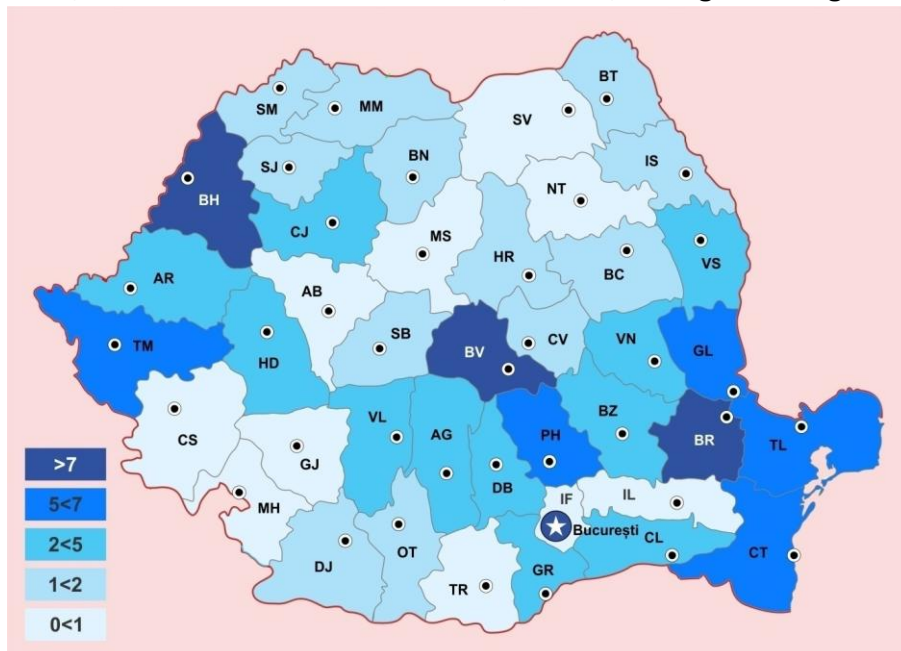 BT
SM
MM
SV
BN
IS
SJ
NT
BH
CJ
MS
HR
BC
VS
AR
AB
SB
CV
VN
GL
TM
HD
BV
VL
AG
BZ
BR
TL
CS
GJ
PH
DB
IF
IL
MH
București
CL
CT
DJ
OT
TR
GR
>7
5<7
2<5
1<2
0<1